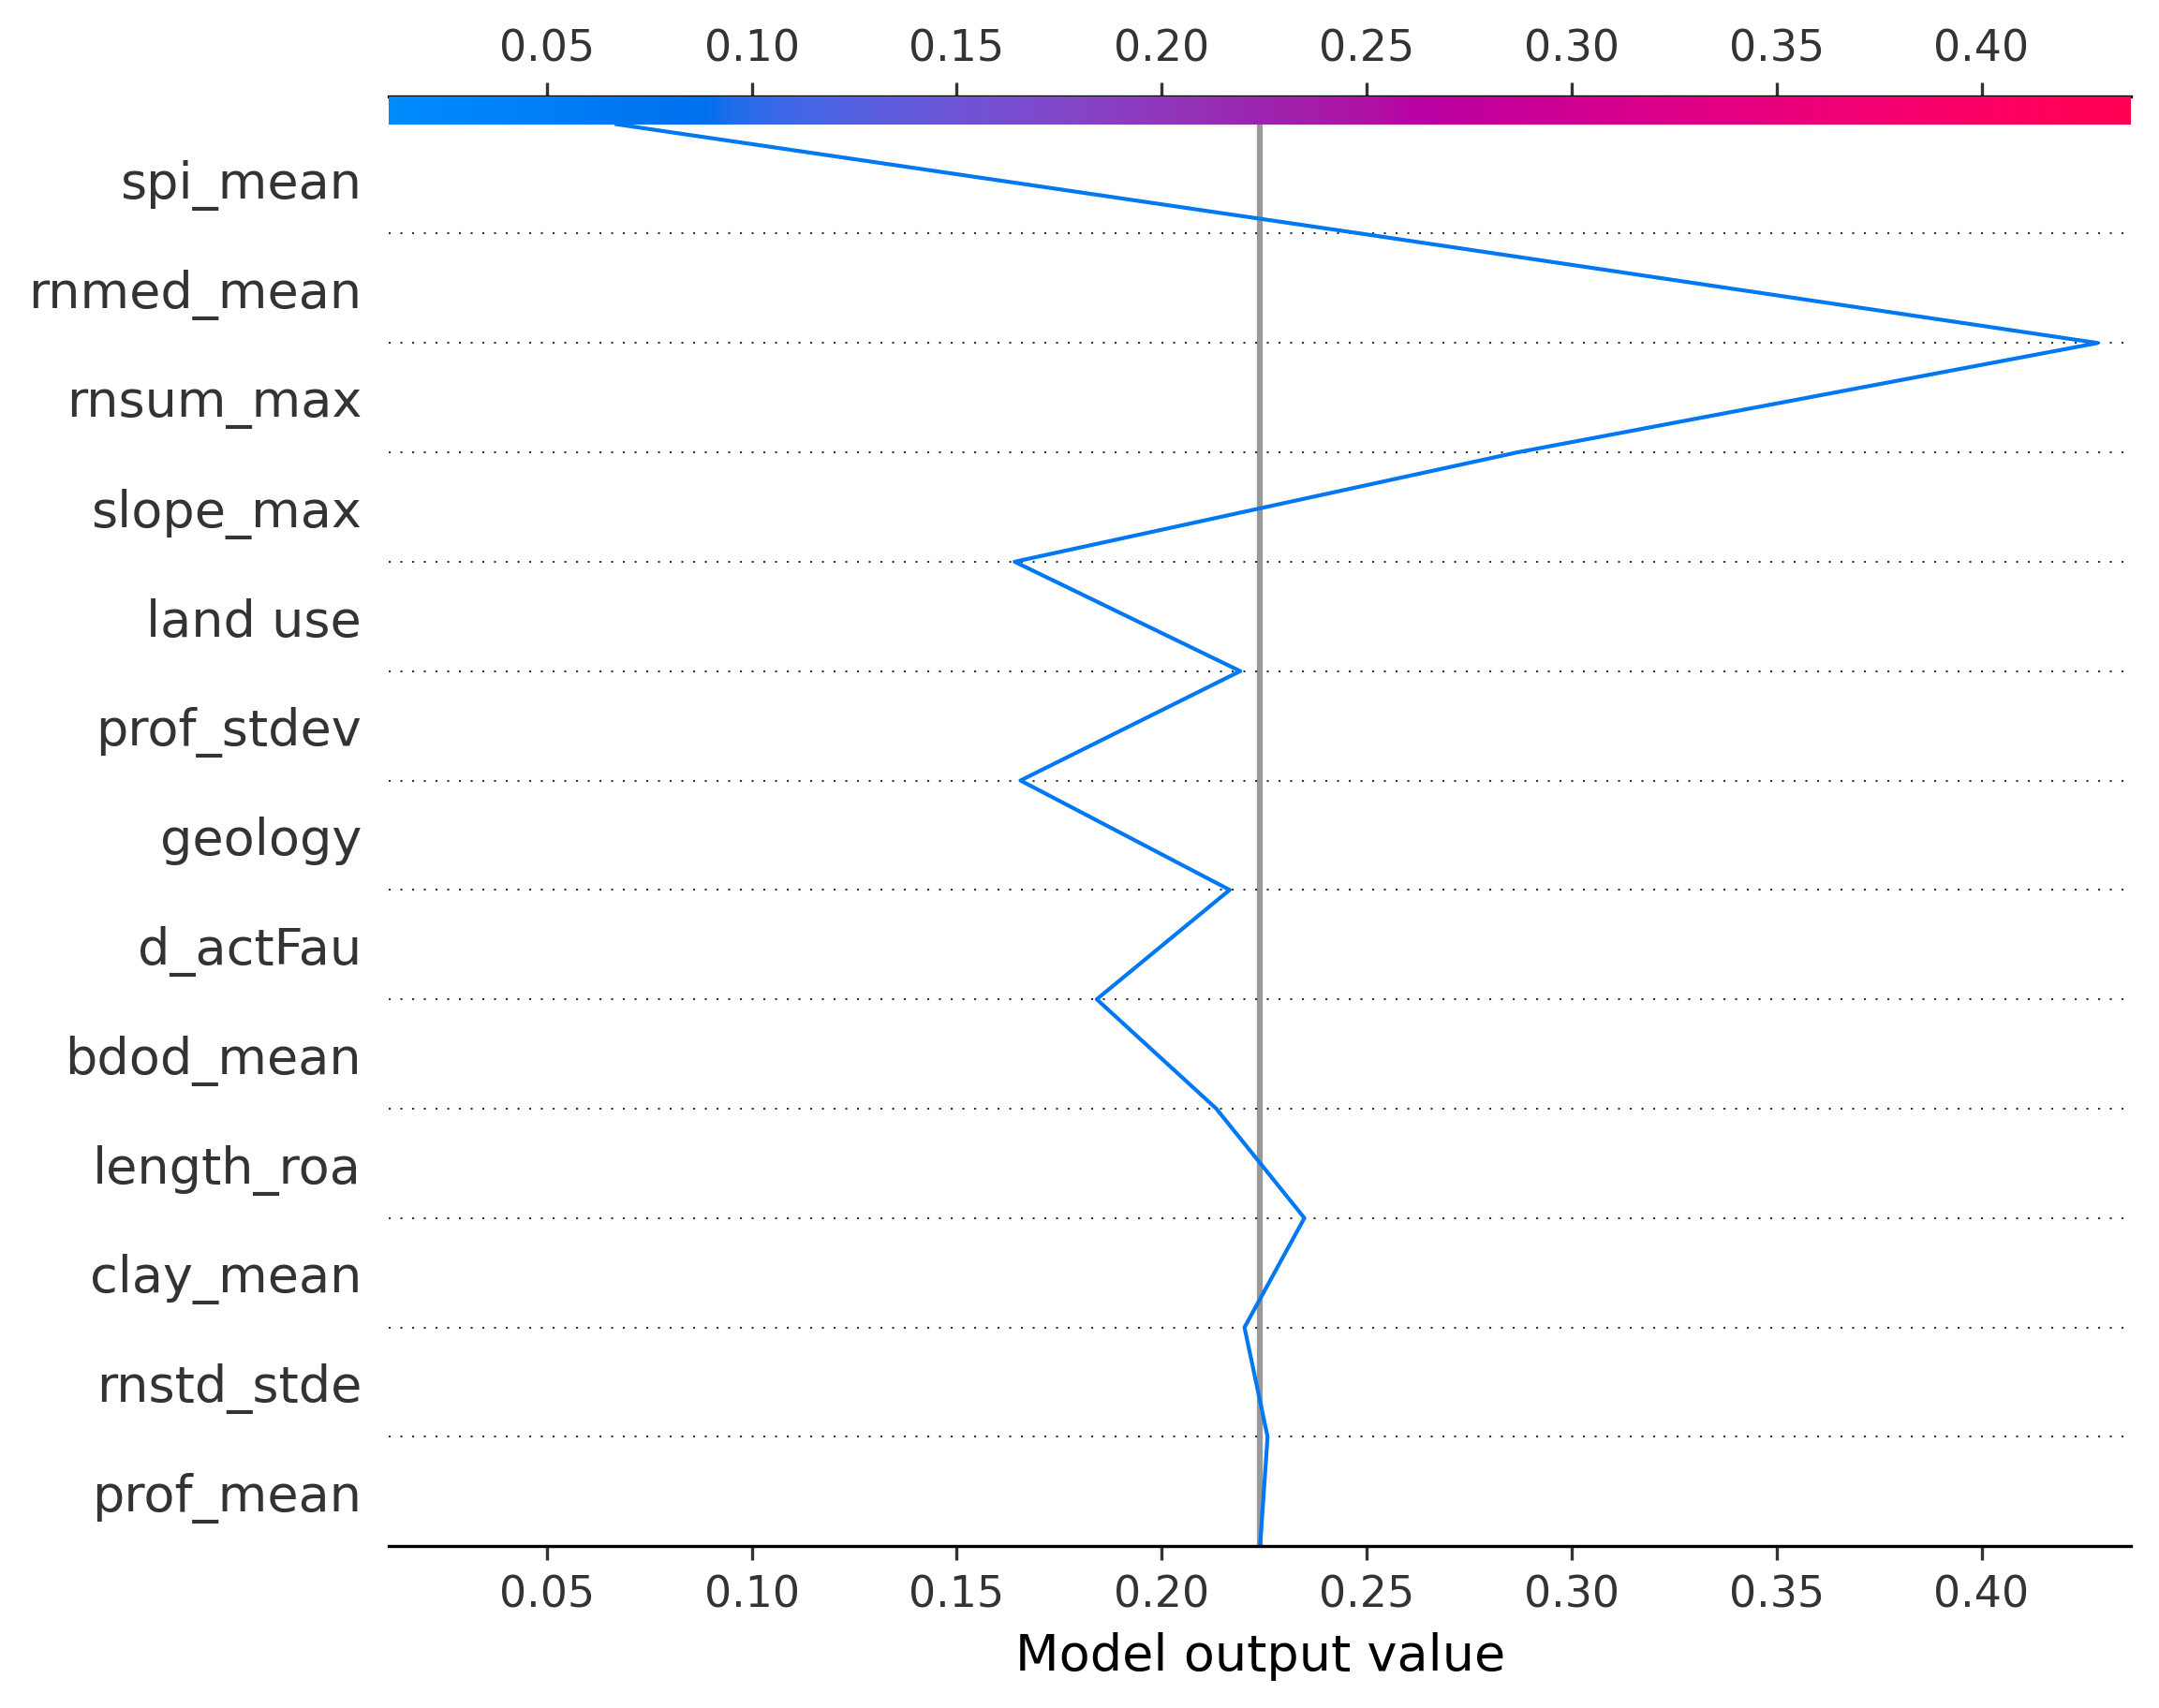 0.05 0.10 0.15 0.20 0.25 0.30 0.35 0.40
spi_mean
rnmed_mean
rnsum_max
slope_max
land use
prof_stdev
geology
d_actFau
bdod_mean
length_roa
clay_mean
rnstd_stde
prof_mean
0.05 0.10 0.15 0.20 0.25 0.30 0.35 0.40
Model output value